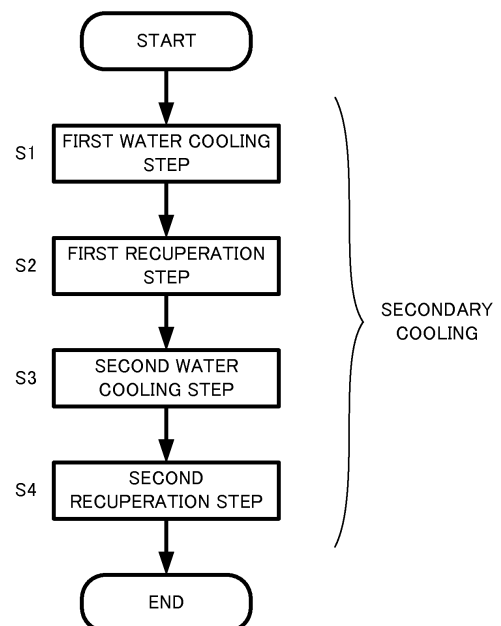 START
S1
FIRST WATER COOLING
STEP
S2
FIRST RECUPERATION
STEP
S3
SECOND WATER
COOLING STEP
S4
SECOND
RECUPERATION STEP
END
SECONDARY
COOLING